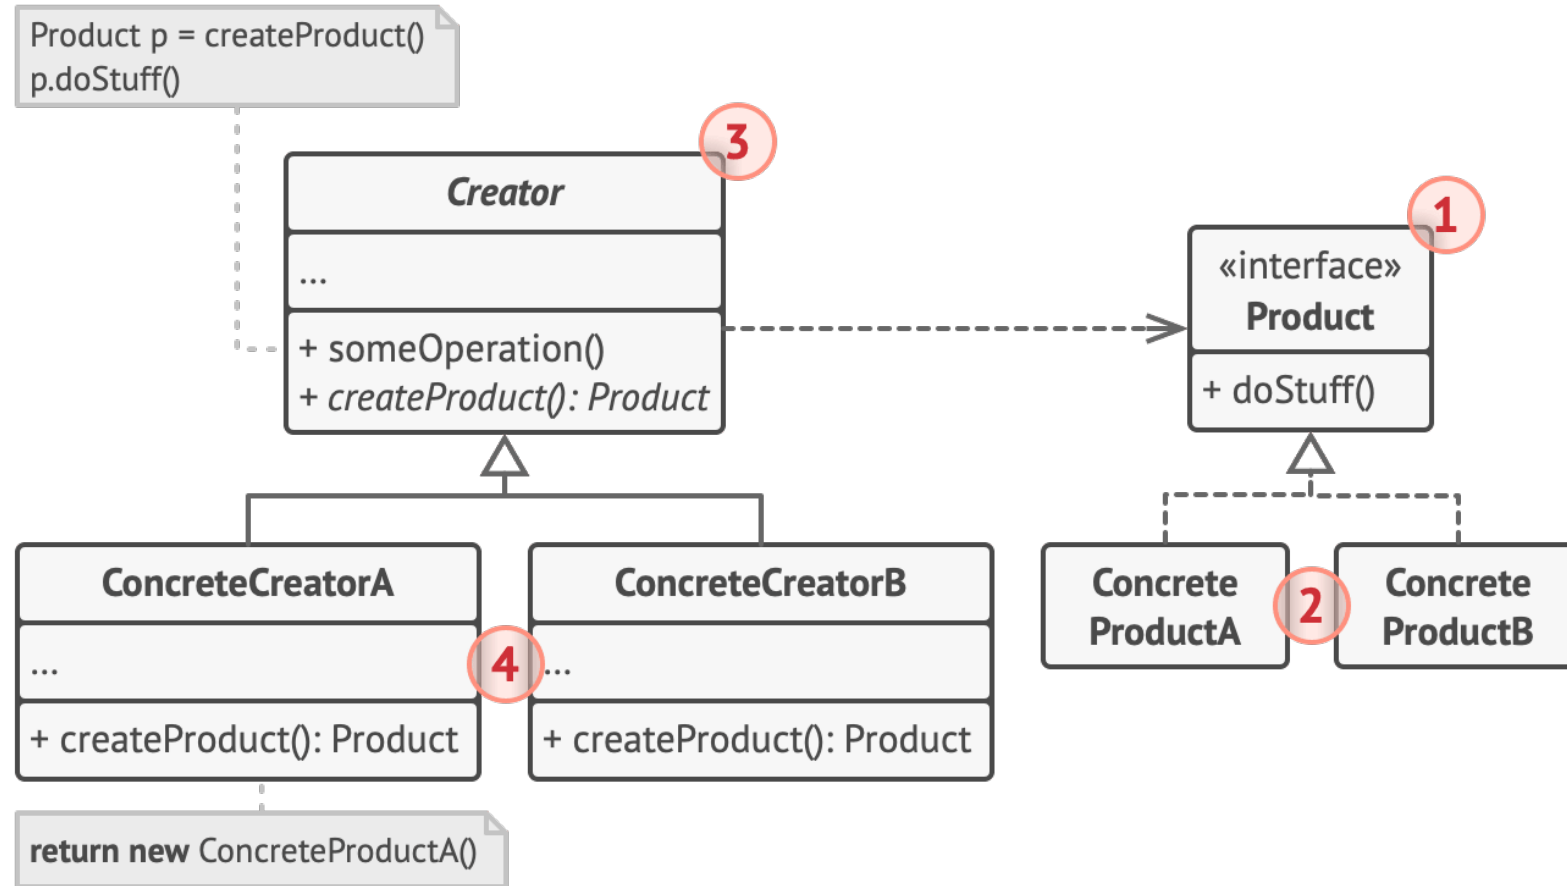 Product p = createProduct()
p.doStuff()
3
Creator
...
+ someOperation()
+ createProduct(): Product
1
«interface»
Product
+ doStuff()
ConcreteCreatorA
...
+ createProduct(): Product
4
ConcreteCreatorB
...
+ createProduct(): Product
Concrete
ProductA
2
Concrete
ProductB
return new ConcreteProductA()